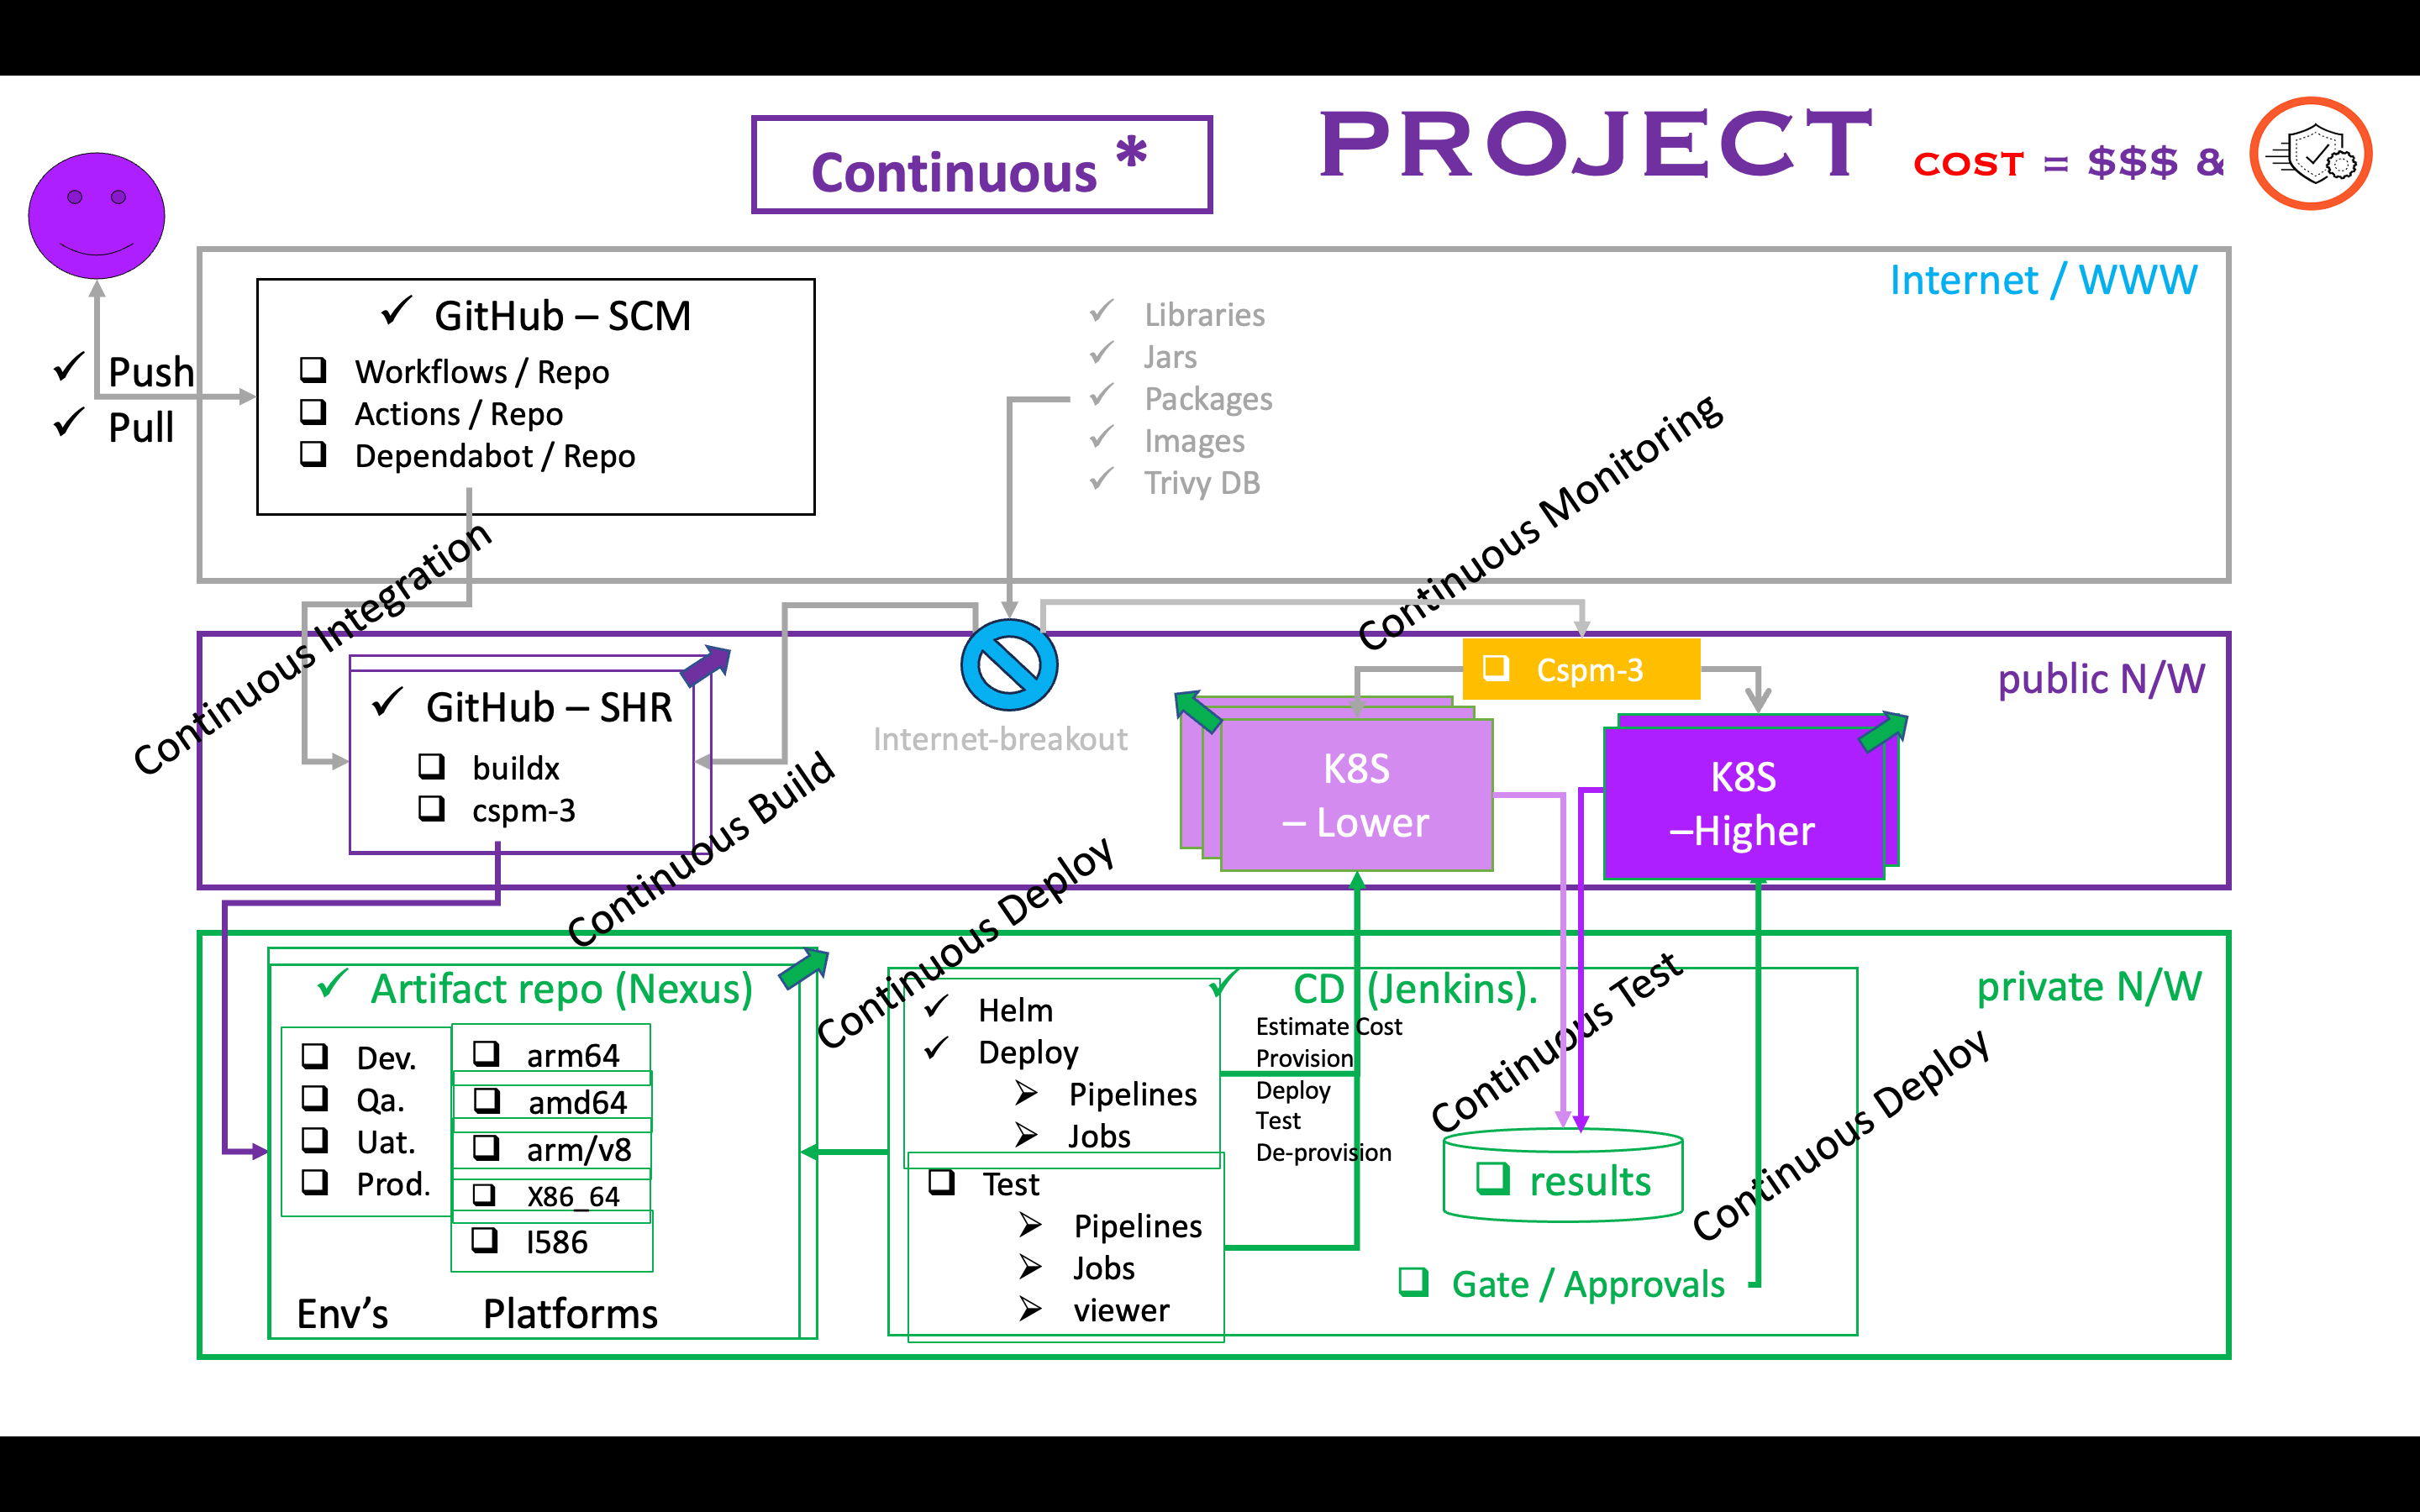 Continuous *
PROJECT
COST = $$$ &
Internet / WWW
GitHub – SCM
Workflows / Repo
Actions / Repo
Dependabot / Repo
Push
Pull
Libraries
Jars
Packages
Images
Trivy DB
Continuous Integration
Continuous Monitoring
public N/W
GitHub – SHR
buildx
cspm-3
Internet-breakout
Cspm-3
K8S
– Lower
K8S
–Higher
Continuous Build
Continuous Deploy
private N/W
Artifact repo (Nexus)
Dev.
Qa.
Uat.
Prod.
arm64
amd64
arm/v8
X86_64
I586
Env’s
Platforms
CD (Jenkins).
Helm
Deploy
Pipelines
Jobs
Test
Pipelines
Jobs
viewer
Estimate Cost
Provision
Deploy
Test
De-provision
Continuous Test
results
Gate / Approvals
Continuous Deploy